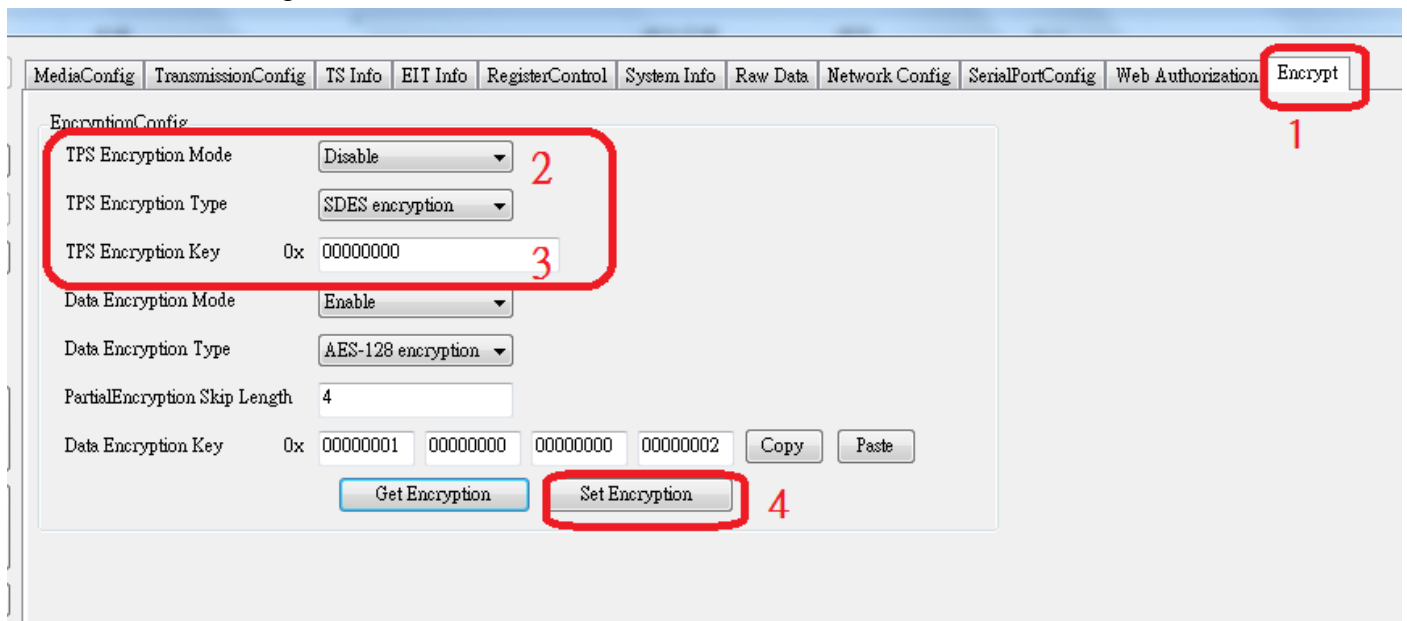 MediaConfig TransmissionConfig TS Info EIT Info RegisterControl System Info Raw Data Network Config SerialPortConfig Web Authorization Encrypt
1
EncryptionConfig
TPS Encryption Mode Disable 2
TPS Encryption Type SDES encryption
TPS Encryption Key 0x 00000000 3
Data Encryption Mode Enable
Data Encryption Type AES-128 encryption
PartialEncryption Skip Length 4
Data Encryption Key 0x 00000001 00000000 00000000 00000002 Copy Paste
Get Encryption Set Encryption 4